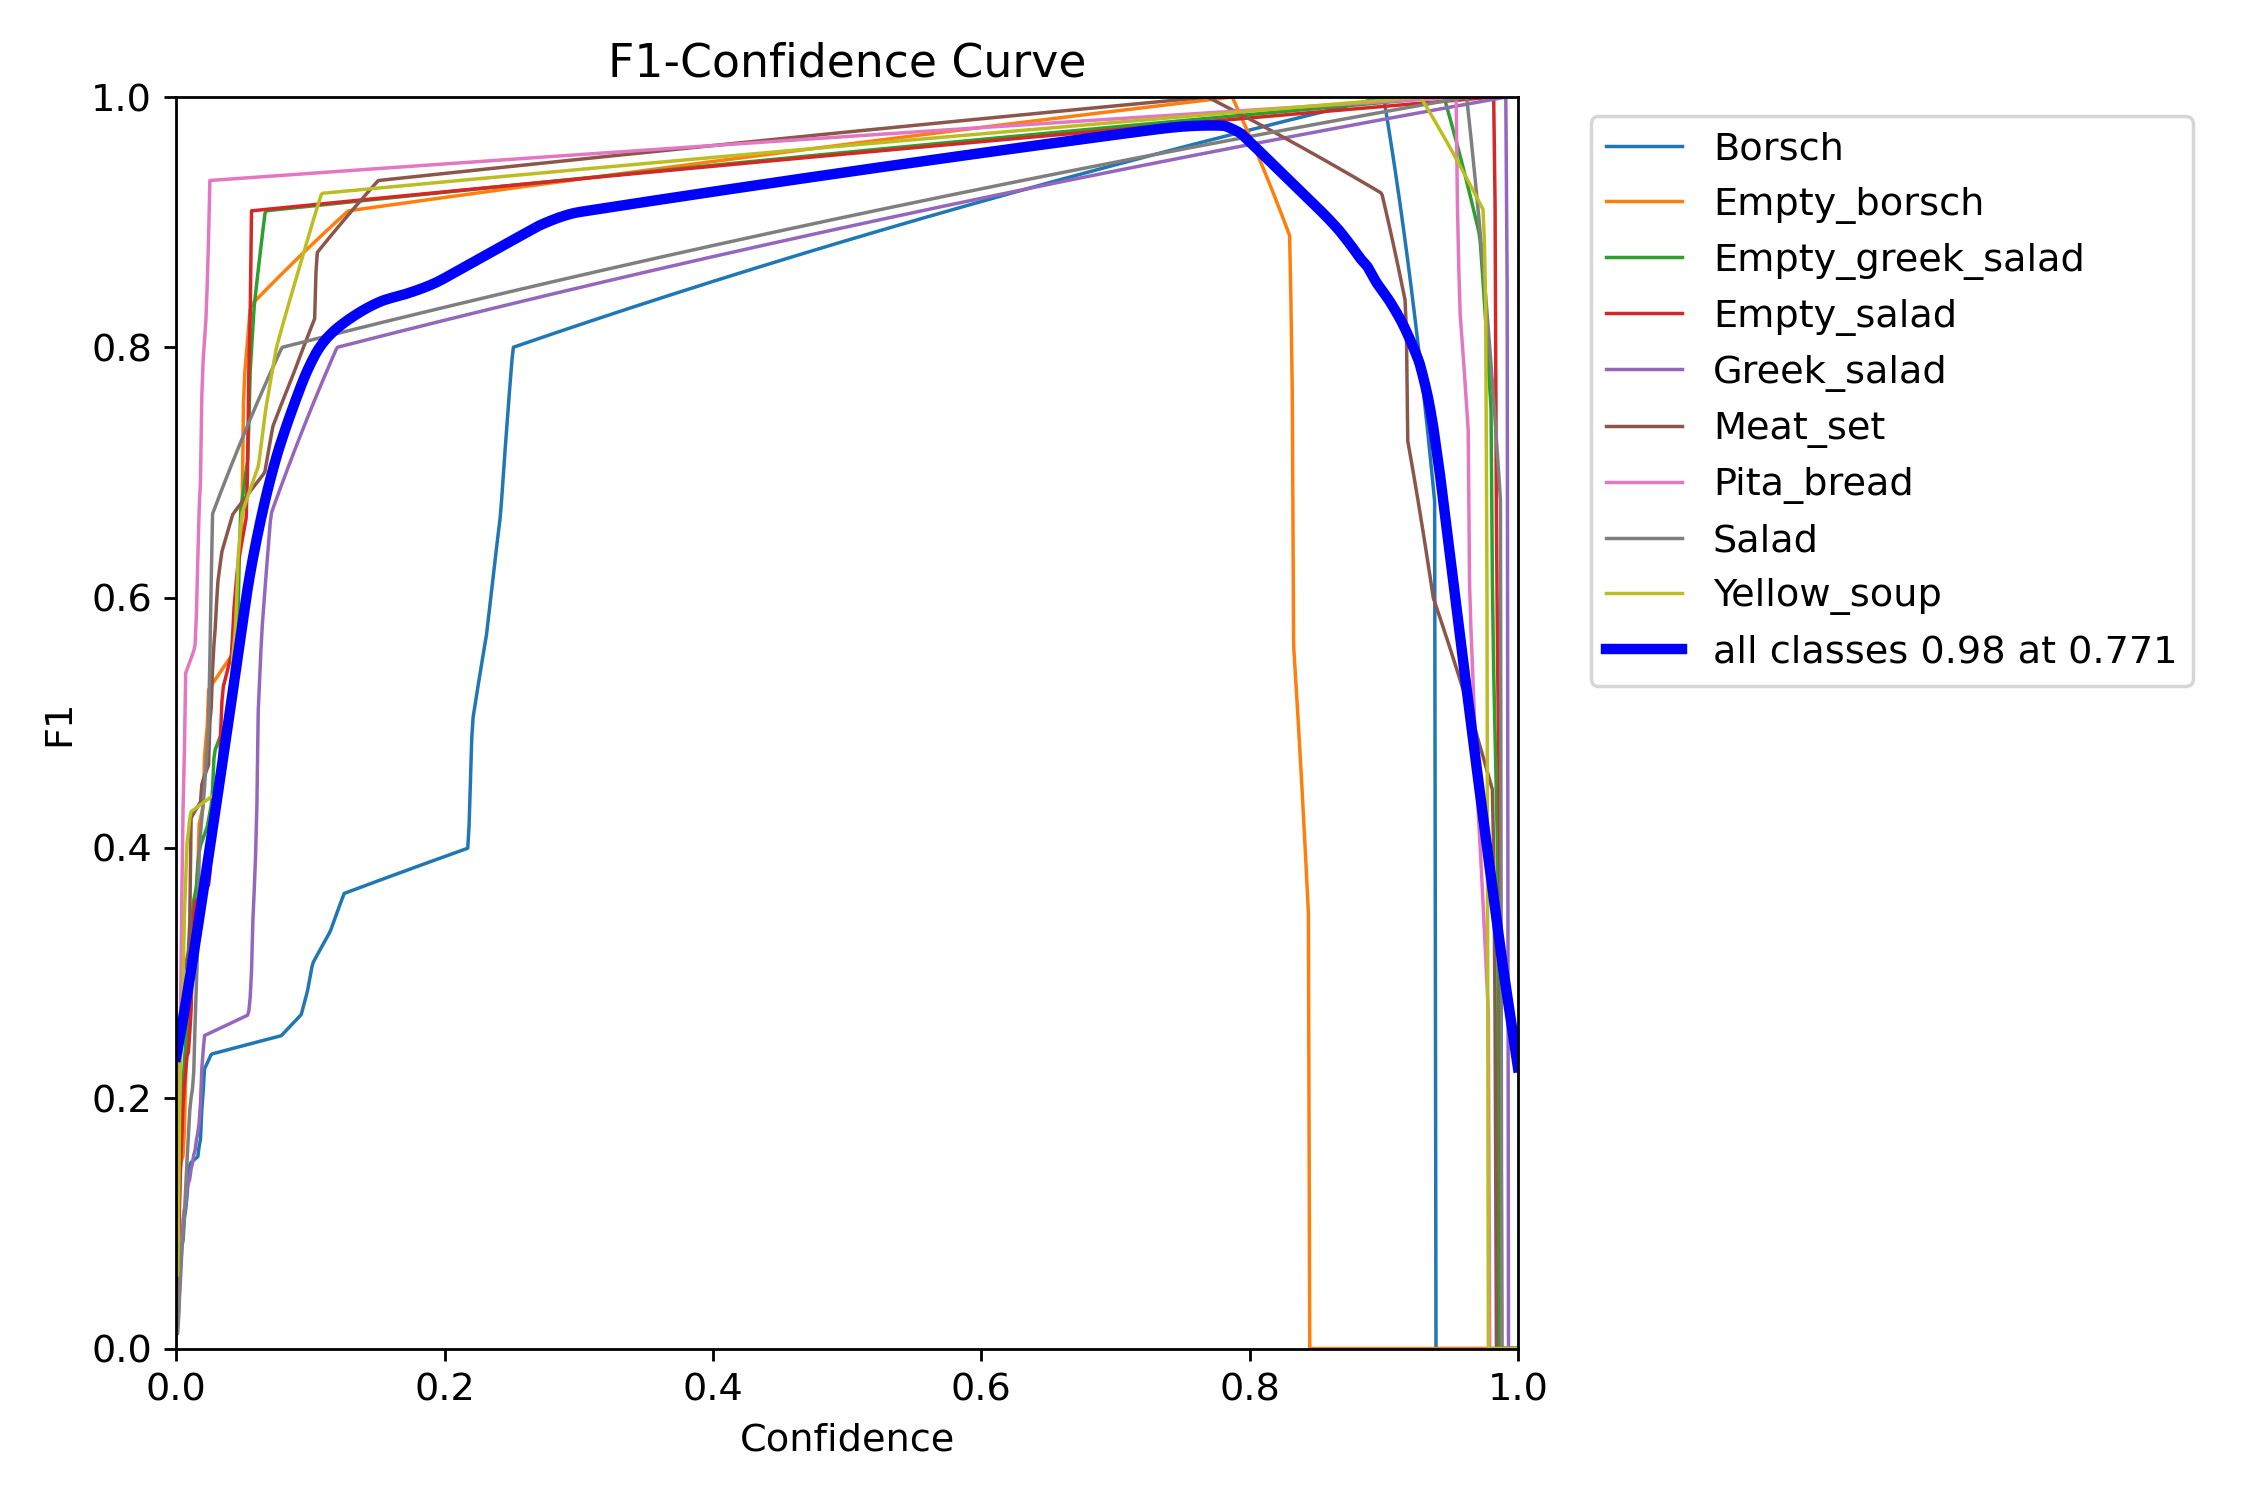 F1-Confidence Curve
1.0
0.8
0.6
0.4
0.2
0.0
F1
0.0 0.2 0.4 0.6 0.8 1.0
Confidence
Borsch
Empty_borsch
Empty_greek_salad
Empty_salad
Greek_salad
Meat_set
Pita_bread
Salad
Yellow_soup
all classes 0.98 at 0.771